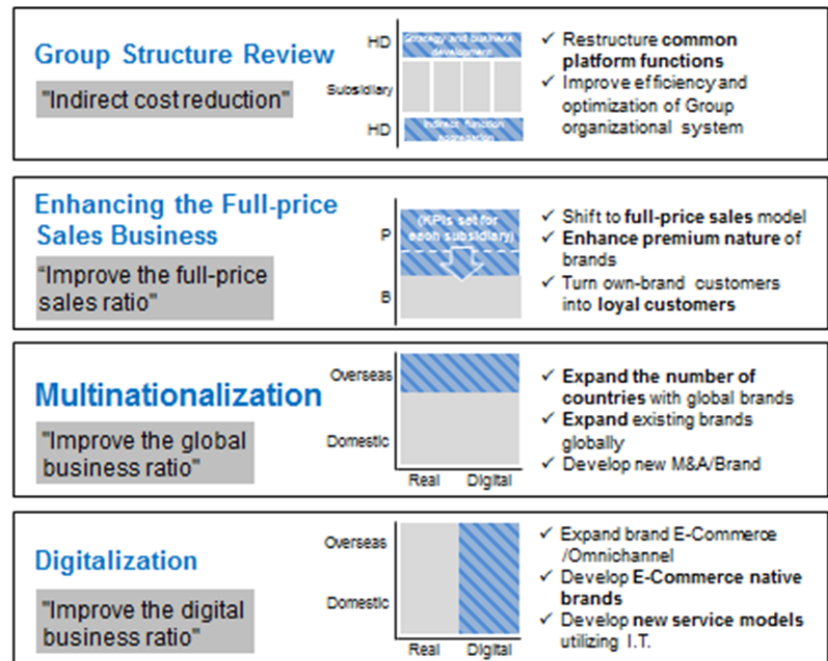 Group Structure Review
"Indirect cost reduction"
HD
Strategy and business
development
Subsidiary
HD
Indirect function
aggregation
✓ Restructure common
platform functions
✓ Improve efficiency and
optimization of Group
organizational system
Enhancing the Full-price
Sales Business
"Improve the full-price
sales ratio"
P
(KPIs set for
each subsidiary)
B
✓ Shift to full-price sales model
✓ Enhance premium nature of
brands
✓ Turn own-brand customers
into loyal customers
Multinationalization
"Improve the global
business ratio"
Overseas
Domestic
Real Digital
✓ Expand the number of
countries with global brands
✓ Expand existing brands
globally
✓ Develop new M&A/Brand
Digitalization
"Improve the digital
business ratio"
Overseas
Domestic
Real Digital
✓ Expand brand E-Commerce
/Omnichannel
✓ Develop E-Commerce native
brands
✓ Develop new service models
utilizing I.T.